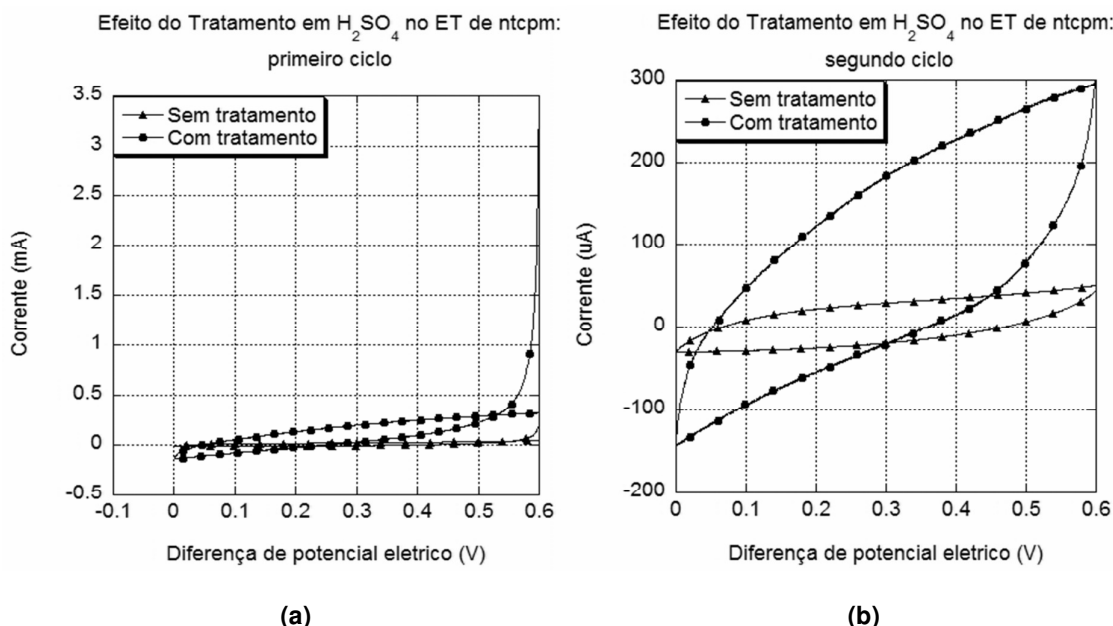 Efeito do Tratamento em H₂SO₄ no ET de ntcpm:
primeiro ciclo
Corrente (mA)
3.5
3
2.5
2
1.5
1
0.5
0
-0.5
Sem tratamento
Com tratamento
-0.1
0
0.1
0.2
0.3
0.4
0.5
0.6
Diferença de potencial eletrico (V)
(a)
Efeito do Tratamento em H₂SO₄ no ET de ntcpm:
segundo ciclo
Corrente (uA)
300
200
100
0
-100
-200
Sem tratamento
Com tratamento
0
0.1
0.2
0.3
0.4
0.5
0.6
Diferença de potencial eletrico (V)
(b)